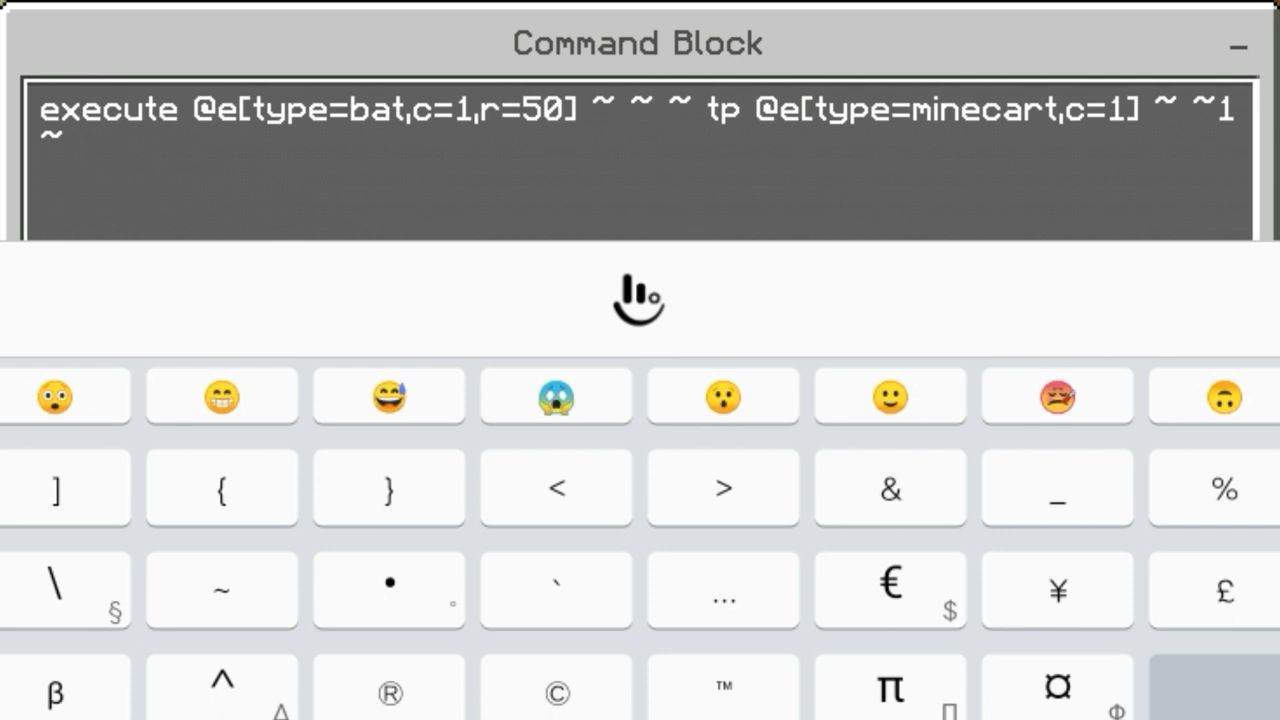 Command Block
execute @e[type=bat,c=1,r=50] ~ ~ ~ tp @e[type=minecart,c=1] ~ ~1
~
] { } < > & _ %
\ § ~ • ° ` … € $ ¥ £
β ^ Δ ® © ™ π Π ¤ Φ